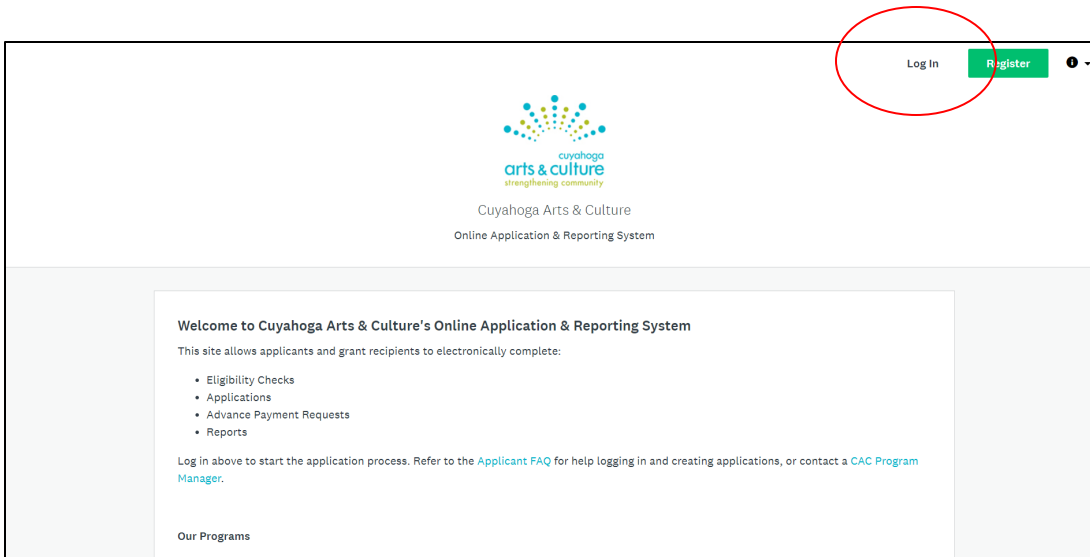 Log In Register
cuyahoga
arts & culture
strengthening community
Cuyahoga Arts & Culture
Online Application & Reporting System
Welcome to Cuyahoga Arts & Culture's Online Application & Reporting System
This site allows applicants and grant recipients to electronically complete:
• Eligibility Checks
• Applications
• Advance Payment Requests
• Reports
Log in above to start the application process. Refer to the Applicant FAQ for help logging in and creating applications, or contact a CAC Program
Manager.
Our Programs